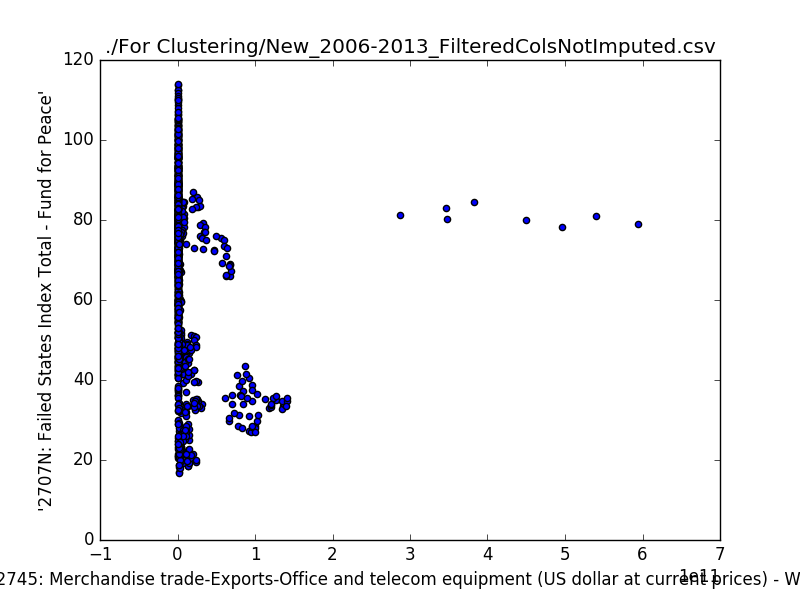 ./For Clustering/New_2006-2013_FilteredColsNotImputed.csv
120
100
80
60
40
20
0
'2707N: Failed States Index Total - Fund for Peace'
−1 0 1 2 3 4 5 6 7
1e11
2745: Merchandise trade-Exports-Office and telecom equipment (US dollar at current prices) - W